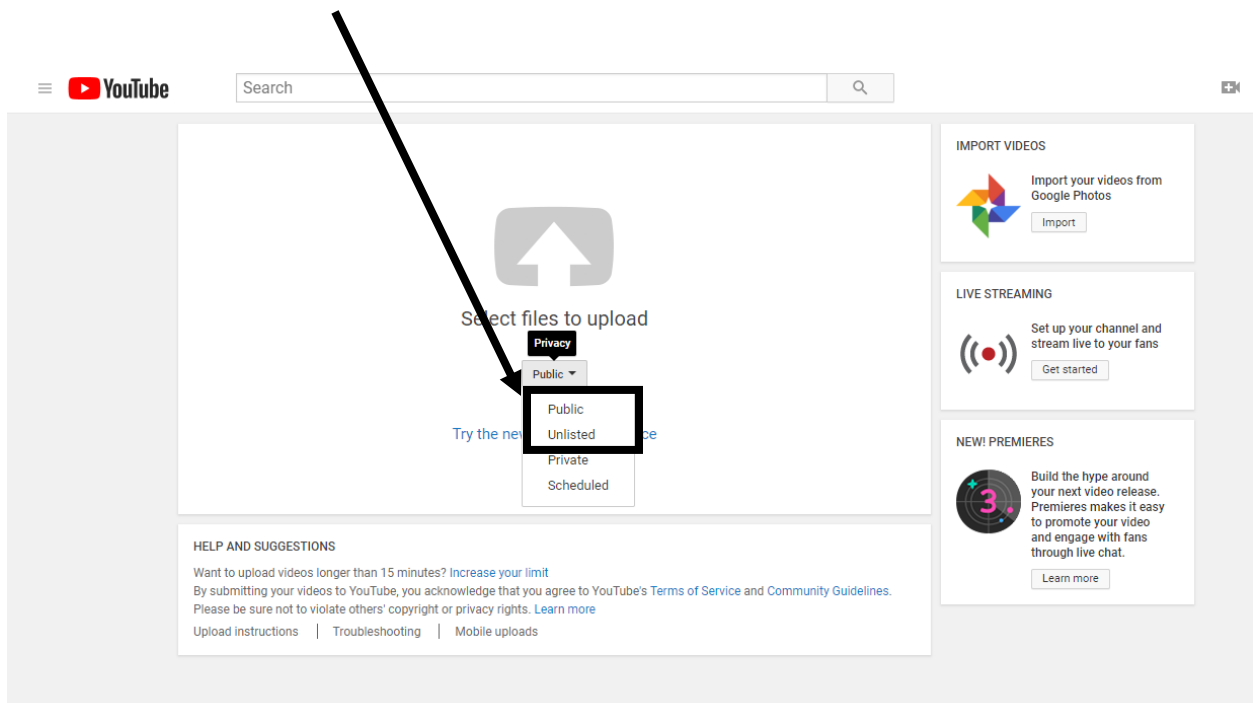 YouTube
Search
IMPORT VIDEOS
Import your videos from
Google Photos
Import
Select files to upload
Privacy
Public
Public
Unlisted
Private
Scheduled
Try the ce
LIVE STREAMING
Set up your channel and
stream live to your fans
Get started
NEW! PREMIERES
3
Build the hype around
your next video release.
Premieres makes it easy
to promote your video
and engage with fans
through live chat.
Learn more
HELP AND SUGGESTIONS
Want to upload videos longer than 15 minutes? Increase your limit
By submitting your videos to YouTube, you acknowledge that you agree to YouTube's Terms of Service and Community Guidelines.
Please be sure not to violate others' copyright or privacy rights. Learn more
Upload instructions | Troubleshooting | Mobile uploads